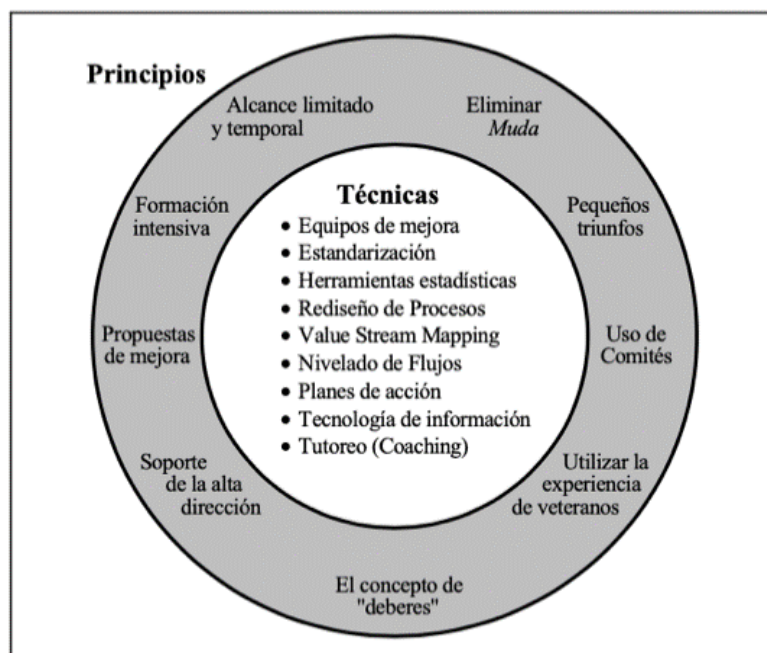 Principios
Alcance limitado
y temporal
Eliminar
Muda
Formación
intensiva
Pequeños
triunfos
Propuestas
de mejora
Uso de
Comités
Soporte
de la alta
dirección
Utilizar la
experiencia
de veteranos
El concepto de
"deberes"
Técnicas
• Equipos de mejora
• Estandarización
• Herramientas estadísticas
• Rediseño de Procesos
• Value Stream Mapping
• Nivelado de Flujos
• Planes de acción
• Tecnología de información
• Tutoreo (Coaching)